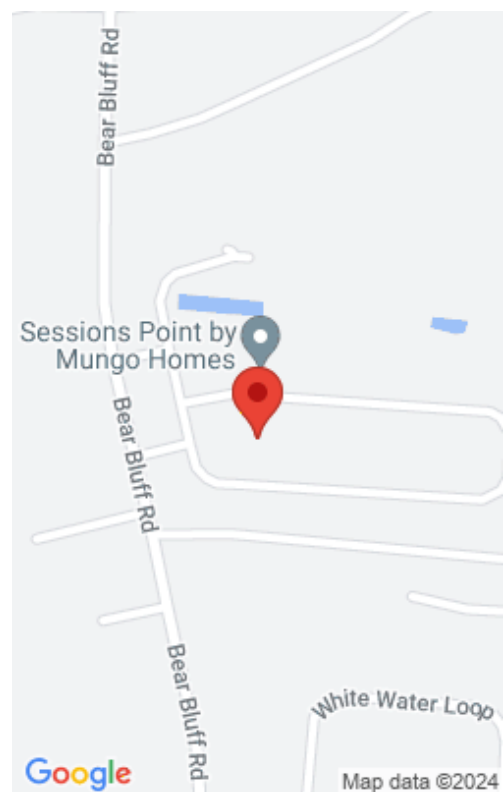 Bear Bluff Rd
Sessions Point by
Mungo Homes
Bear Bluff Rd
Bear Bluff Rd
White Water Loop
Google
Map data ©2024